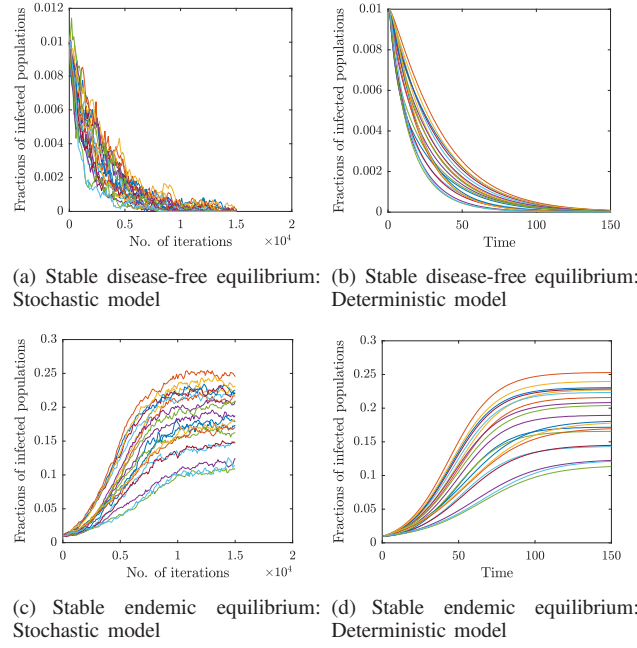 0.012
0.01
0.008
0.006
0.004
0.002
0
Fractions of infected populations
0 0.5 1 1.5 2
No. of iterations
×10⁴
0.01
0.008
0.006
0.004
0.002
0
Fractions of infected populations
0 50 100 150
Time
(a) Stable disease-free equilibrium:
Stochastic model
(b) Stable disease-free equilibrium:
Deterministic model
0.3
0.25
0.2
0.15
0.1
0.05
0
Fractions of infected populations
0 0.5 1 1.5 2
No. of iterations
×10⁴
0.3
0.25
0.2
0.15
0.1
0.05
0
Fractions of infected populations
0 50 100 150
Time
(c) Stable endemic equilibrium:
Stochastic model
(d) Stable endemic equilibrium:
Deterministic model